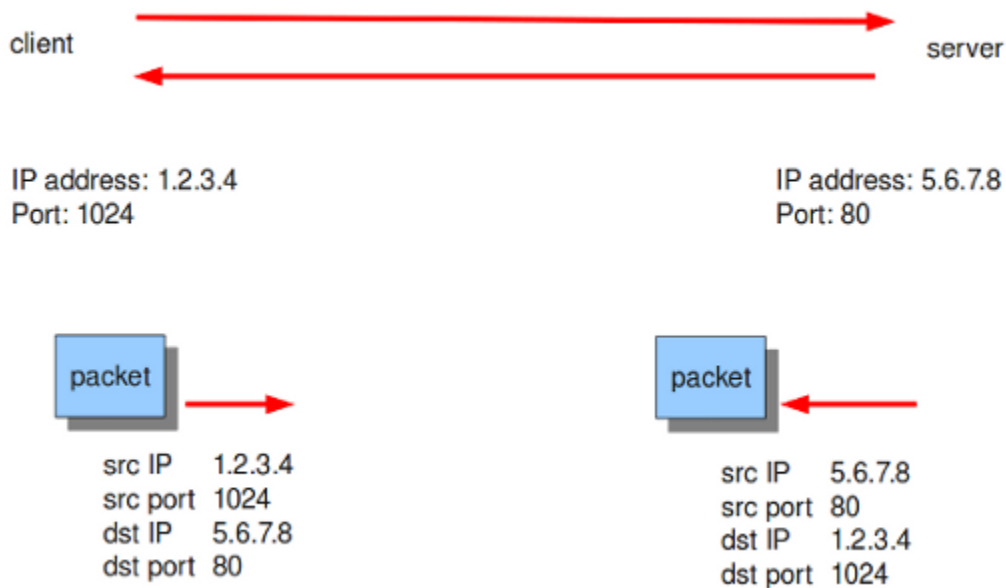 client
server
IP address: 1.2.3.4
Port: 1024
IP address: 5.6.7.8
Port: 80
packet
src IP 1.2.3.4
src port 1024
dst IP 5.6.7.8
dst port 80
packet
src IP 5.6.7.8
src port 80
dst IP 1.2.3.4
dst port 1024